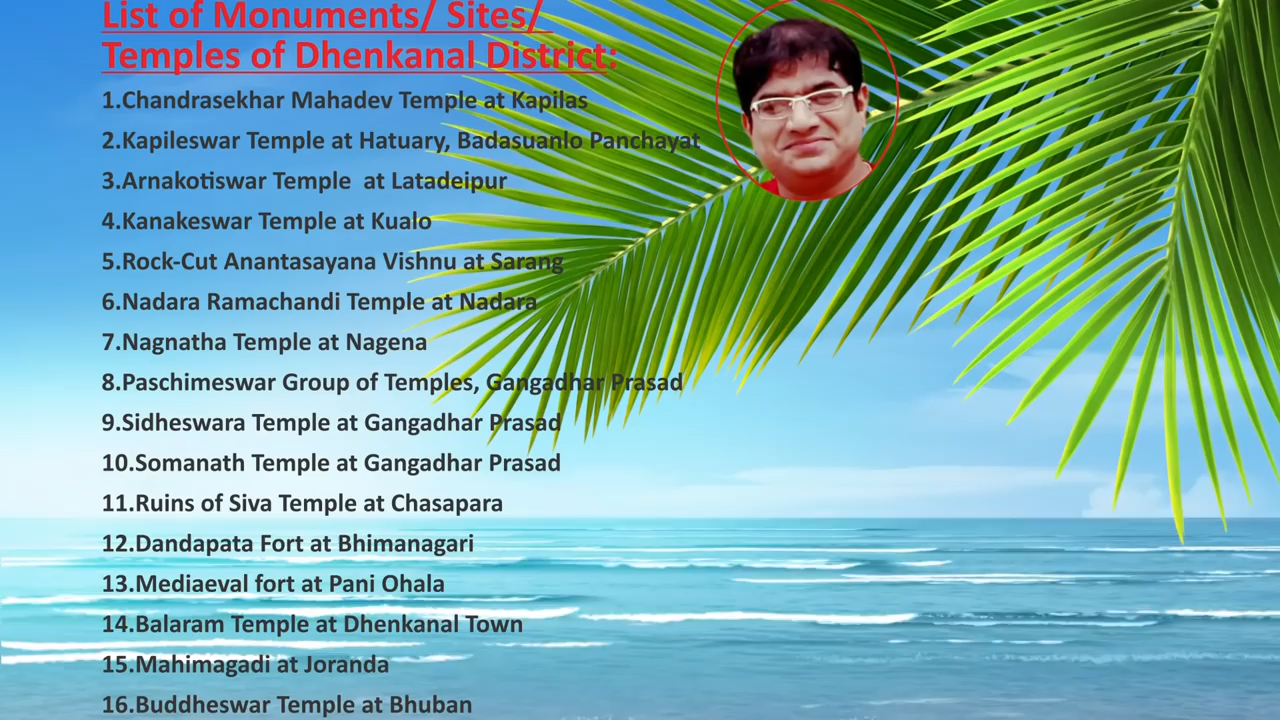 List of Monuments/ Sites/
Temples of Dhenkanal District:
1.Chandrasekhar Mahadev Temple at Kapilas
2.Kapileswar Temple at Hatuary, Badasuanlo Panchayat
3.Arnakotiswar Temple  at Latadeipur
4.Kanakeswar Temple at Kualo
5.Rock-Cut Anantasayana Vishnu at Sarang
6.Nadara Ramachandi Temple at Nadara
7.Nagnatha Temple at Nagena
8.Paschimeswar Group of Temples, Gangadhar Prasad
9.Sidheswara Temple at Gangadhar Prasad
10.Somanath Temple at Gangadhar Prasad
11.Ruins of Siva Temple at Chasapara
12.Dandapata Fort at Bhimanagari
13.Mediaeval fort at Pani Ohala
14.Balaram Temple at Dhenkanal Town
15.Mahimagadi at Joranda
16.Buddheswar Temple at Bhuban